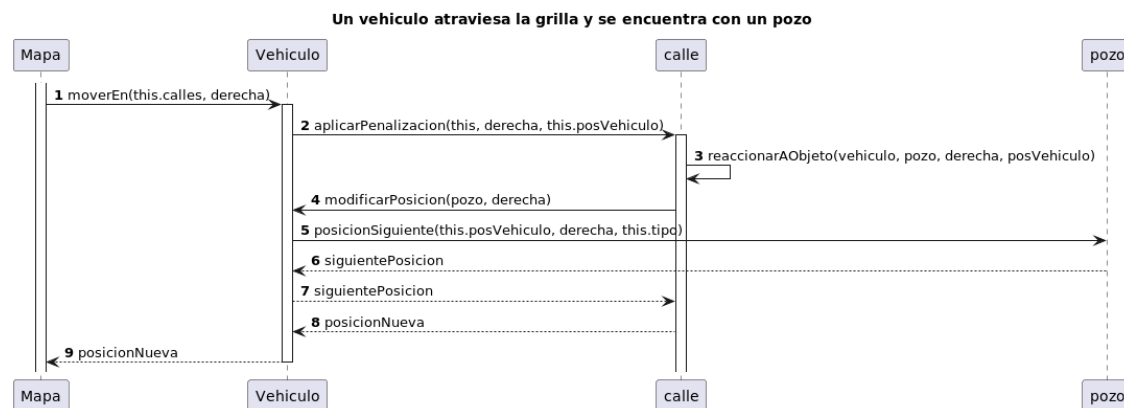 Un vehiculo atraviesa la grilla y se encuentra con un pozo
Mapa Vehiculo calle pozo
1 moverEn(this.calles, derecha)
2 aplicarPenalizacion(this, derecha, this.posVehiculo)
3 reaccionarAObjeto(vehiculo, pozo, derecha, posVehiculo)
4 modificarPosicion(pozo, derecha)
5 posicionSiguiente(this.posVehiculo, derecha, this.tipo)
6 siguientePosicion
7 siguientePosicion
8 posicionNueva
9 posicionNueva
Mapa Vehiculo calle pozo